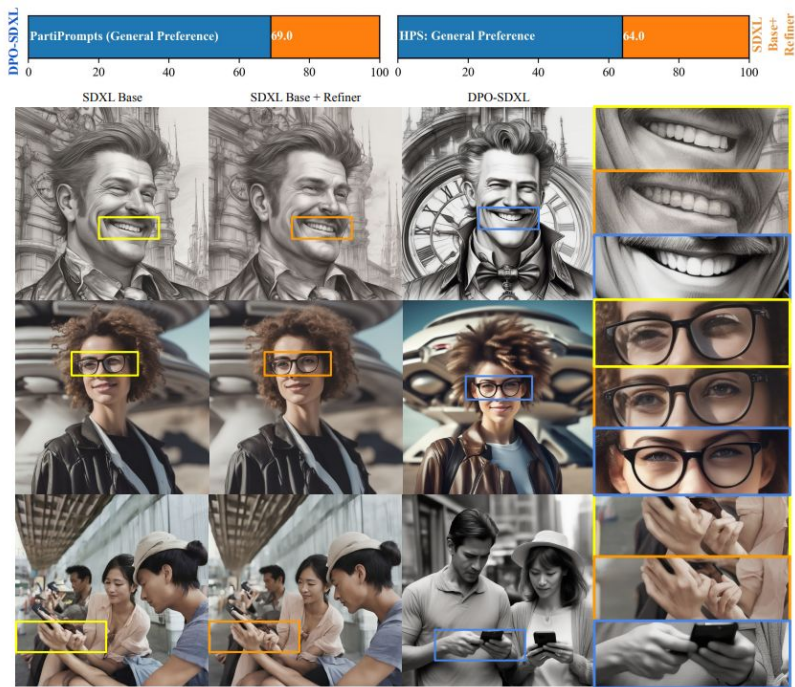 DPO-SDXL
PartiPrompts (General Preference) 69.0
0 20 40 60 80 100
HPS: General Preference 64.0
0 20 40 60 80 100
SDXL
Base+
Refiner
SDXL Base
SDXL Base + Refiner
DPO-SDXL